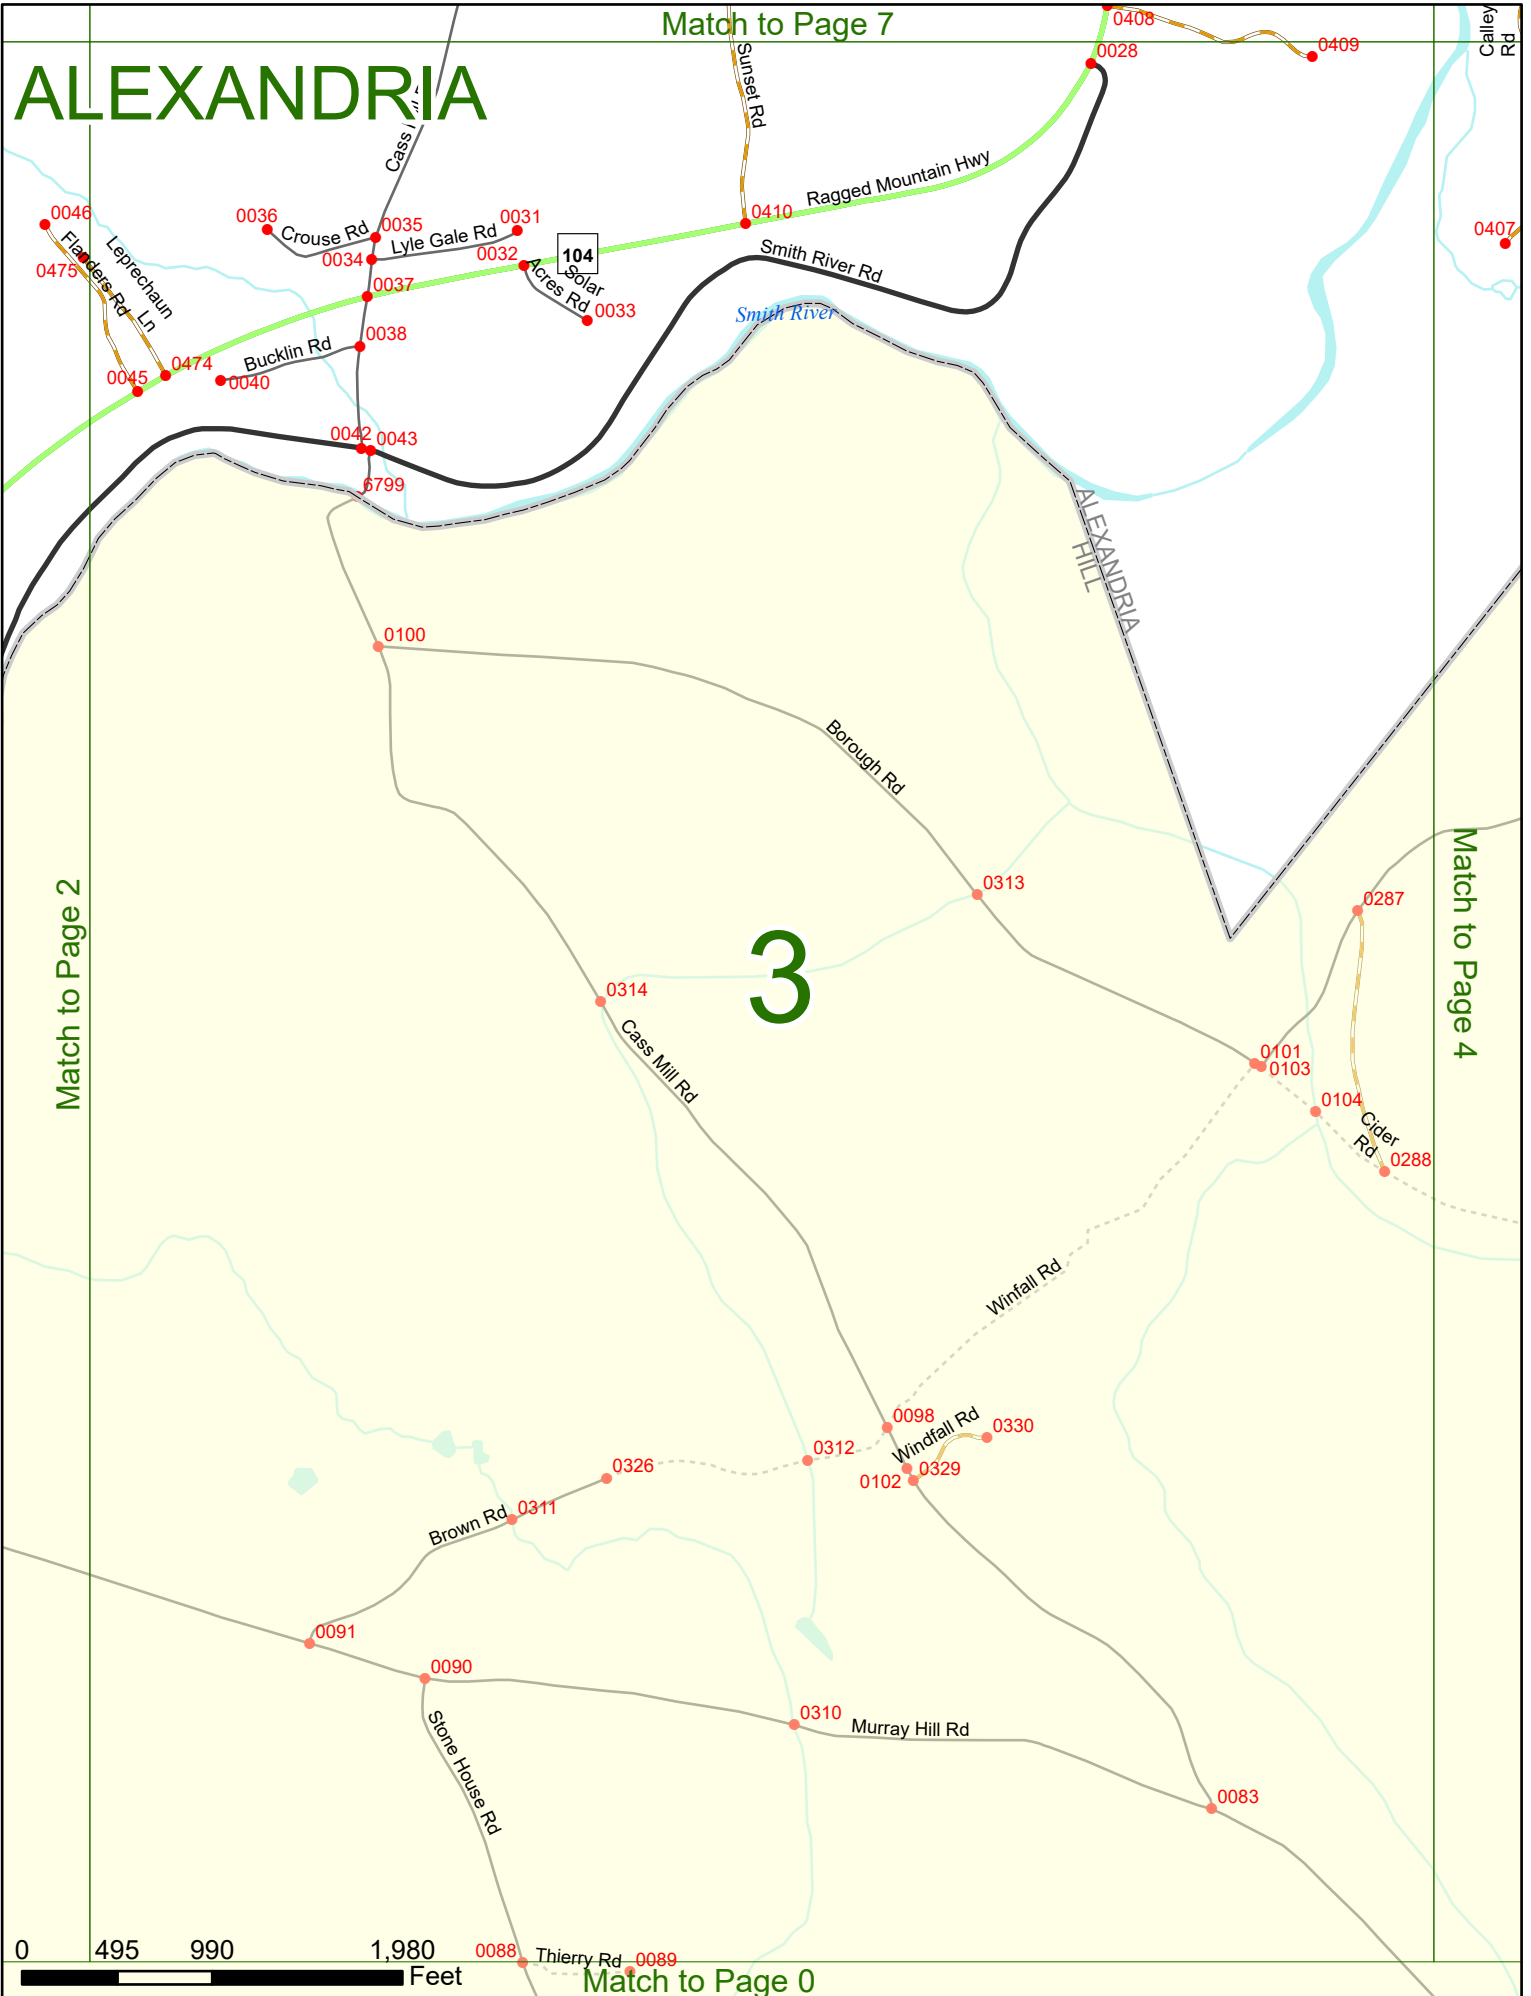 Match to Page 7
ALEXANDRIA
0408
0409
0028
Calley
Rd
Sunset Rd
Ragged Mountain Hwy
0410
0407
0046
0036
Crouse Rd
0035
0031
Lyle Gale Rd
0034
0032
104
Solar
Acres Rd
0033
Smith River Rd
Smith River
Flanders Rd
0475
Leprechaun
Ln
0037
0038
Bucklin Rd
0474
0045
0040
0042
0043
6799
ALEXANDRIA
HILL
0100
Borough Rd
0313
0287
Match to Page 2
3
Match to Page 4
0314
Cass Mill Rd
0101
0103
0104
Cider
Rd
0288
Winfall Rd
0098
Windfall Rd
0330
0312
0102
0329
0326
0311
Brown Rd
0091
0090
0310
Murray Hill Rd
Stone House Rd
0083
0 495 990 1,980
Feet
0088
Thierry Rd
0089
Match to Page 0